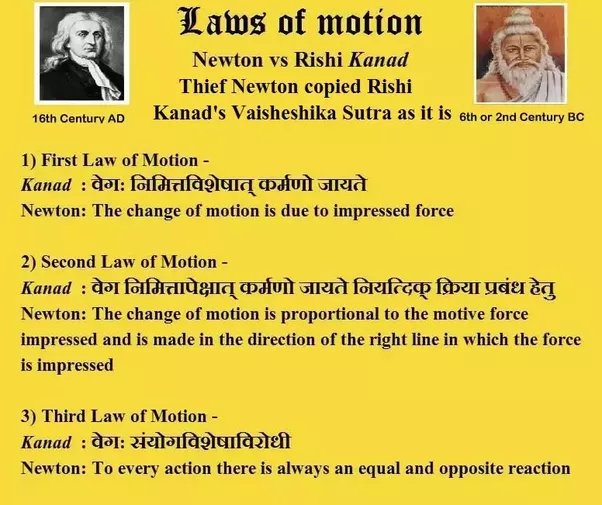 Laws of motion
Newton vs Rishi Kanad
Thief Newton copied Rishi
Kanad's Vaisheshika Sutra as it is
16th Century AD
6th or 2nd Century BC
1) First Law of Motion -
Kanad : वेग: निमित्तविशेषात् कर्मणो जायते
Newton: The change of motion is due to impressed force
2) Second Law of Motion -
Kanad : वेग निमित्तापेक्षात् कर्मणो जायते नियत्दिक् क्रिया प्रबंध हेतु
Newton: The change of motion is proportional to the motive force
impressed and is made in the direction of the right line in which the force
is impressed
3) Third Law of Motion -
Kanad : वेग: संयोगविशेषाविरोधी
Newton: To every action there is always an equal and opposite reaction